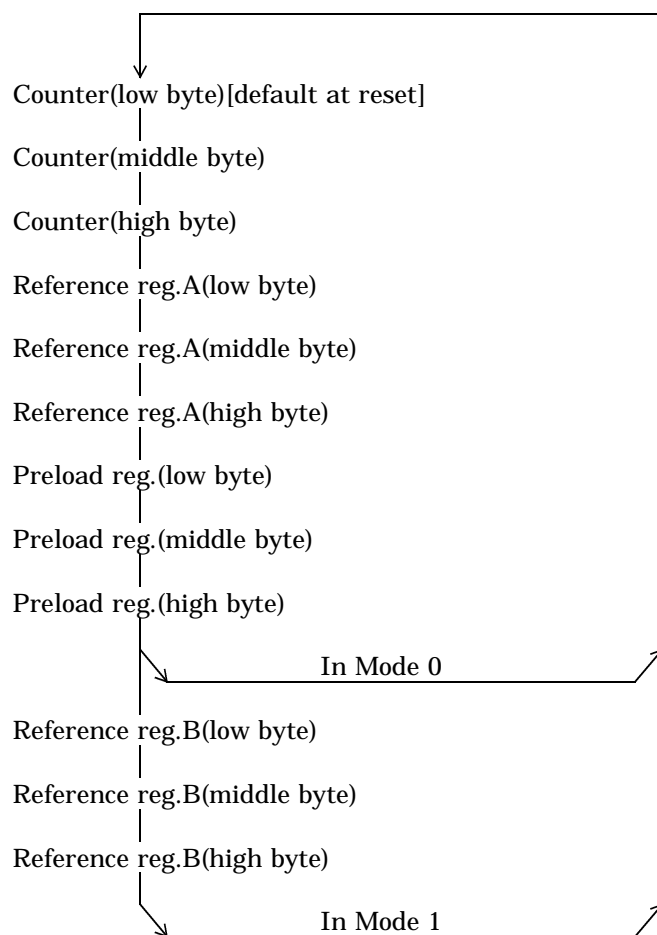 Counter(low byte)[default at reset]
Counter(middle byte)
Counter(high byte)
Reference reg.A(low byte)
Reference reg.A(middle byte)
Reference reg.A(high byte)
Preload reg.(low byte)
Preload reg.(middle byte)
Preload reg.(high byte)
In Mode 0
Reference reg.B(low byte)
Reference reg.B(middle byte)
Reference reg.B(high byte)
In Mode 1